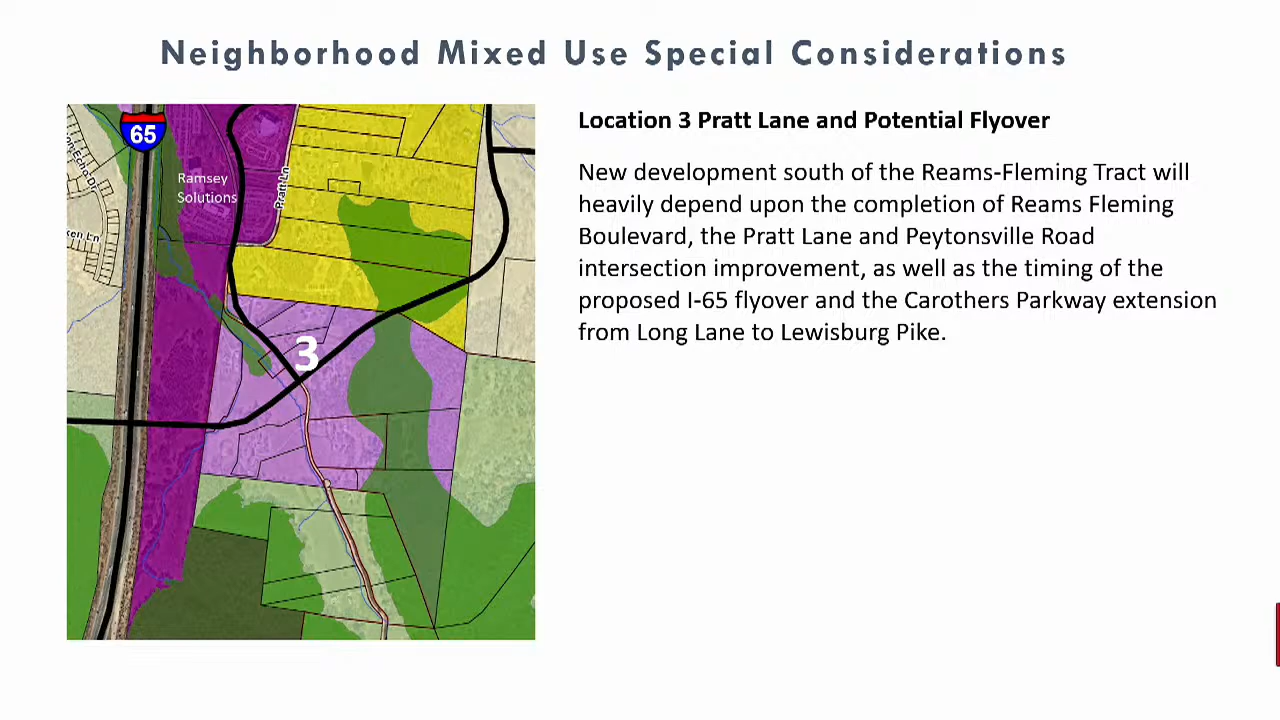 Neighborhood Mixed Use Special Considerations
65
Ramsey
Solutions
Pratt Ln
3
Location 3 Pratt Lane and Potential Flyover
New development south of the Reams-Fleming Tract will
heavily depend upon the completion of Reams Fleming
Boulevard, the Pratt Lane and Peytonsville Road
intersection improvement, as well as the timing of the
proposed I-65 flyover and the Carothers Parkway extension
from Long Lane to Lewisburg Pike.